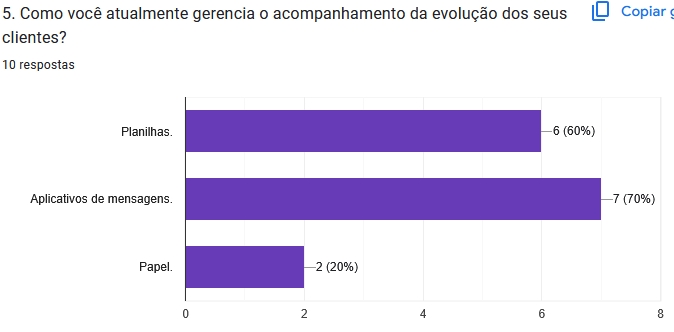 5. Como você atualmente gerencia o acompanhamento da evolução dos seus
clientes?
Copiar g
10 respostas
Planilhas.
6 (60%)
Aplicativos de mensagens.
7 (70%)
Papel.
2 (20%)
0 2 4 6 8